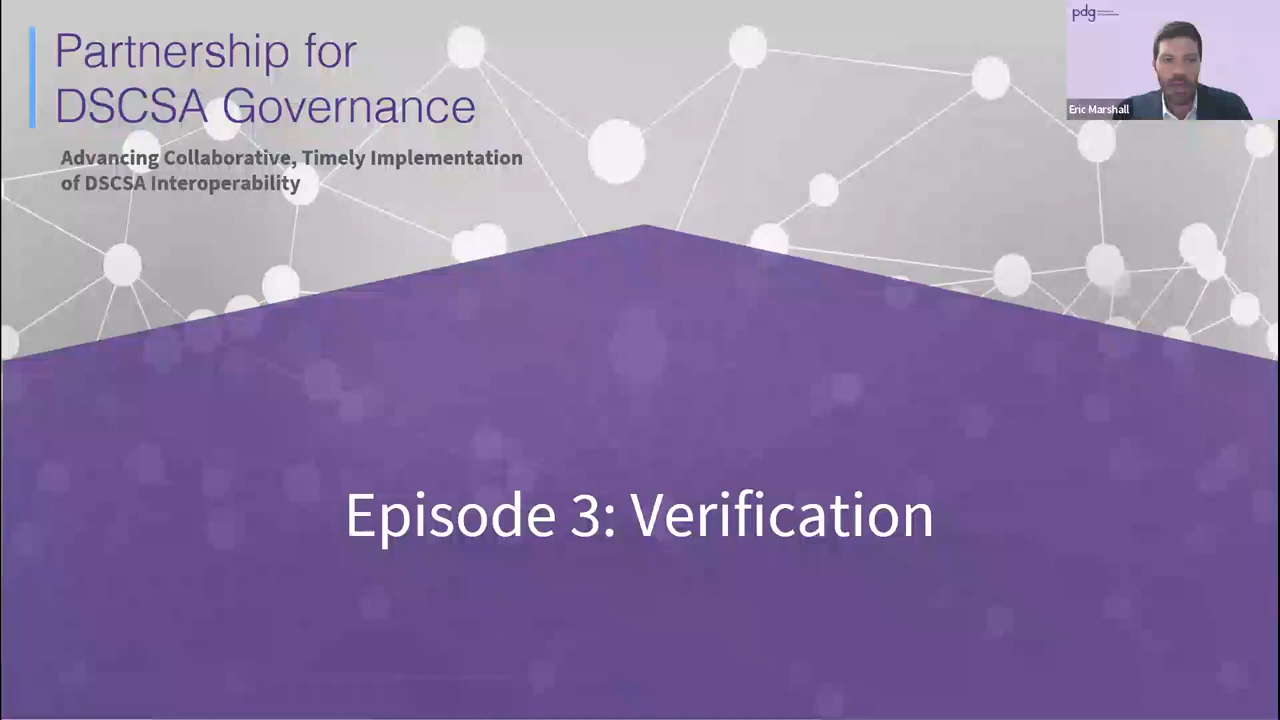 Partnership for
DSCSA Governance
Advancing Collaborative, Timely Implementation
of DSCSA Interoperability
pdg
Eric Marshall
Episode 3: Verification